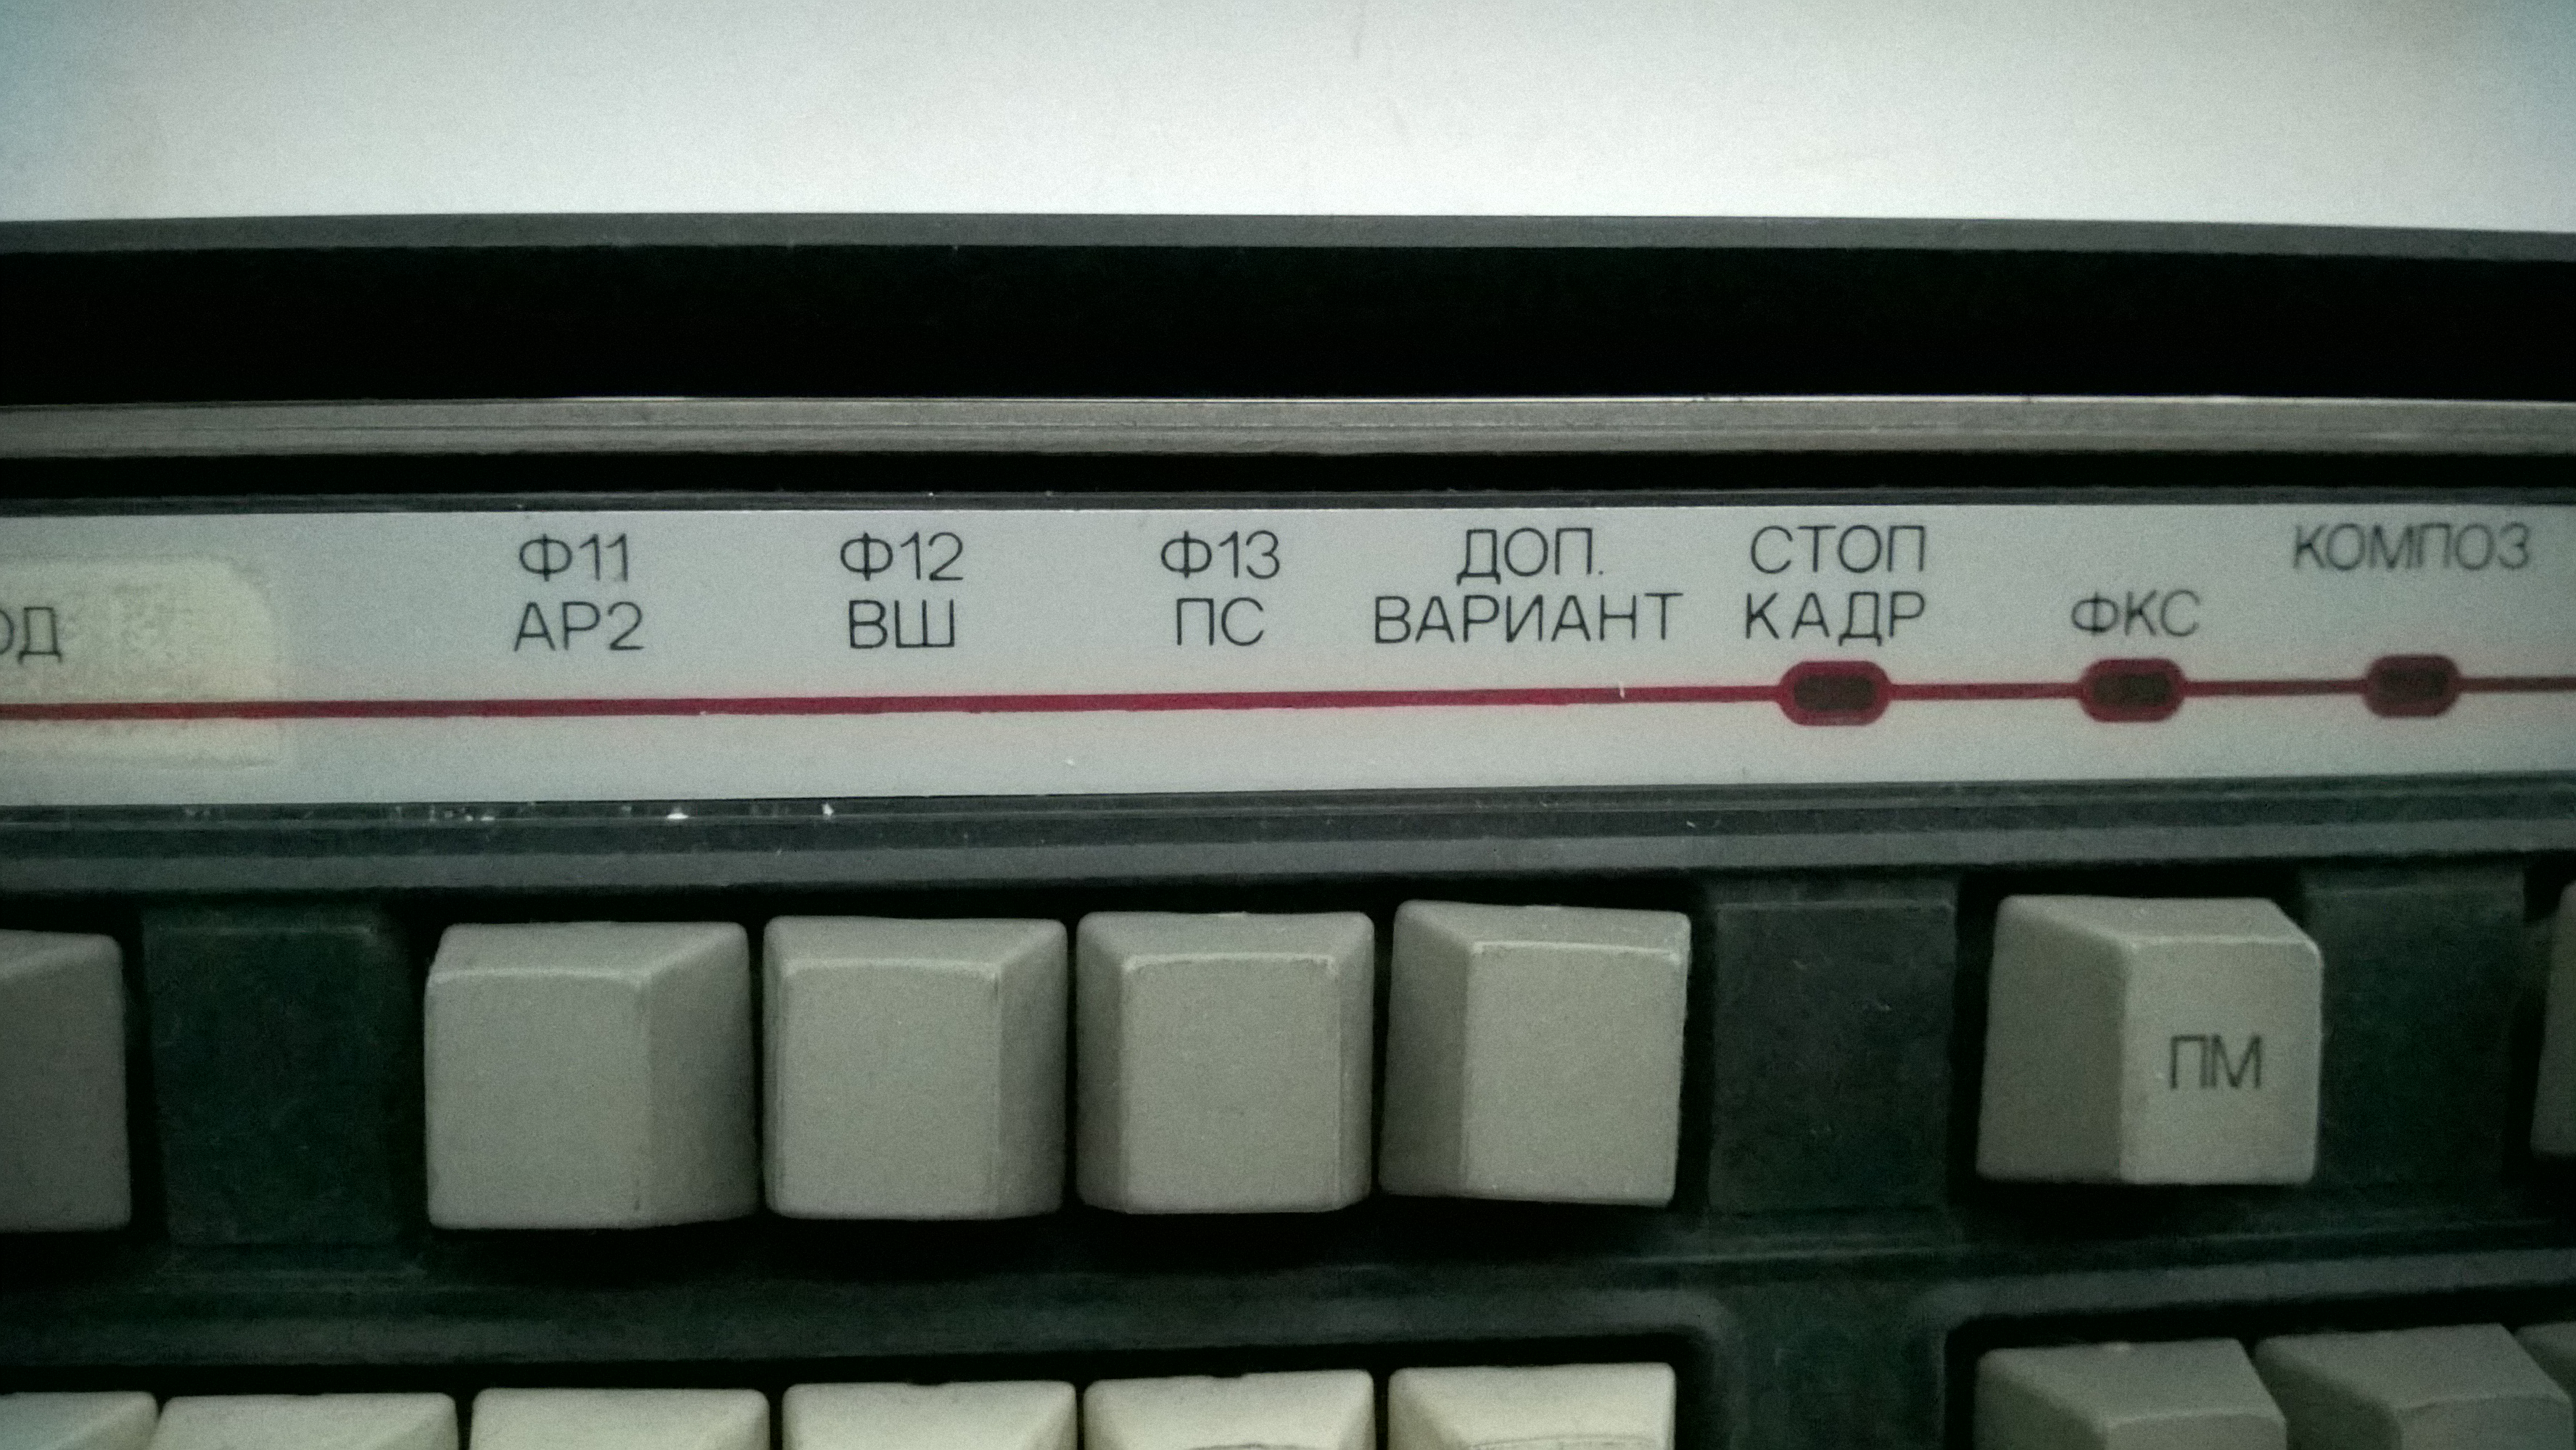 Ф11
АР2
Ф12
ВШ
Ф13
ПС
ДОП.
ВАРИАНТ
СТОП
КАДР
ФКС
КОМПОЗ
ПМ